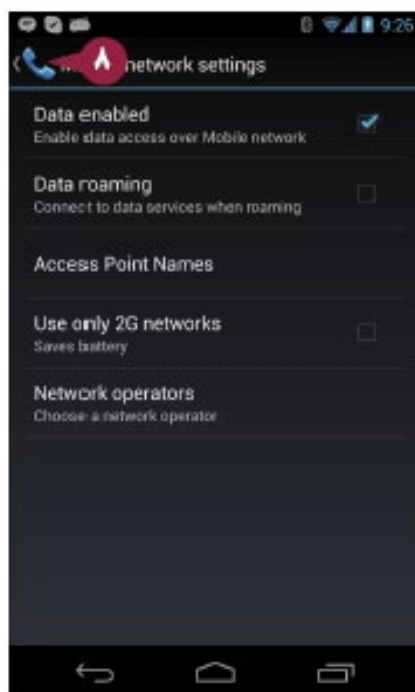 9:26
network settings
Data enabled
Enable data access over Mobile network
Data roaming
Connect to data services when roaming
Access Point Names
Use only 2G networks
Saves battery
Network operators
Choose a network operator